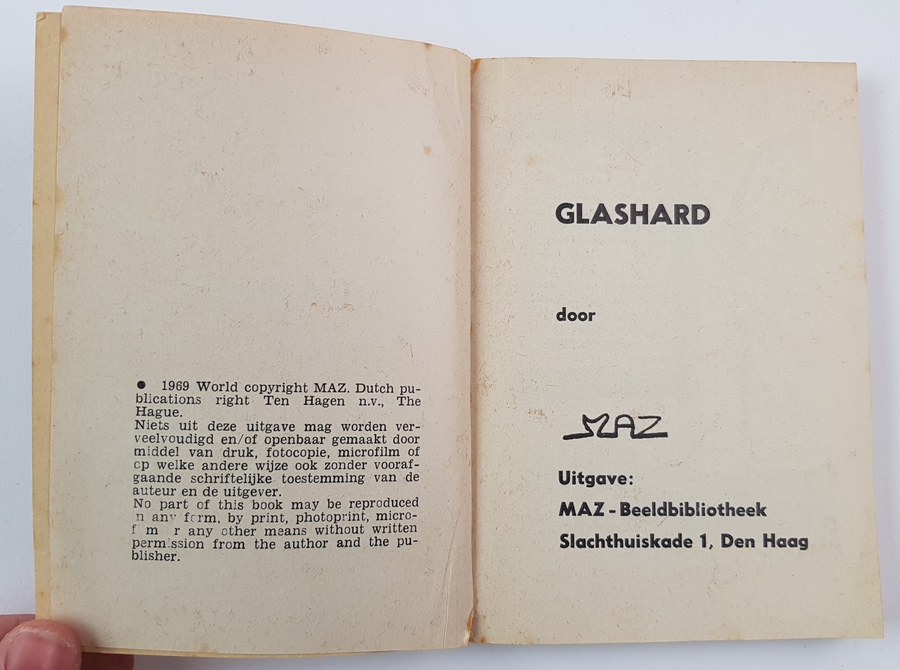 ● 1969 World copyright MAZ. Dutch pu-
blications right Ten Hagen n.v., The
Hague.
Niets uit deze uitgave mag worden ver-
veelvoudigd en/of openbaar gemaakt door
middel van druk, fotocopie, microfilm of
op welke andere wijze ook zonder vooraf-
gaande schriftelijke toestemming van de
auteur en de uitgever.
No part of this book may be reproduced
n any form, by print, photoprint, micro-
f m r any other means without written
permission from the author and the pu-
blisher.
GLASHARD
door
MAZ
Uitgave:
MAZ - Beeldbibliotheek
Slachthuiskade 1, Den Haag